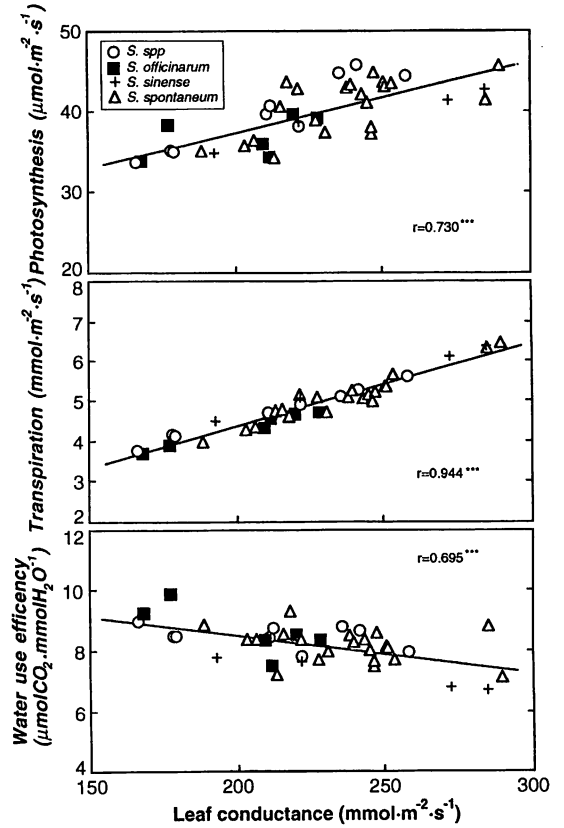 Photosynthesis (μmol·m⁻²·s⁻¹)
50
40
30
20
S. spp
S. officinarum
S. sinense
S. spontaneum
r=0.730***
Transpiration (mmol·m⁻²·s⁻¹)
8
7
6
5
4
3
2
r=0.944***
Water use efficency
(μmolCO₂·mmolH₂O⁻¹)
12
10
8
6
4
r=0.695***
150 200 250 300
Leaf conductance (mmol·m⁻²·s⁻¹)